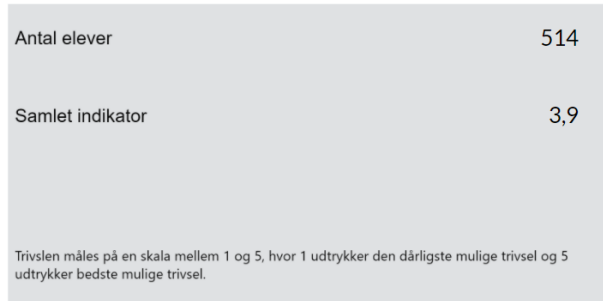 Antal elever 514
Samlet indikator 3,9
Trivslen måles på en skala mellem 1 og 5, hvor 1 udtrykker den dårligste mulige trivsel og 5
udtrykker bedste mulige trivsel.